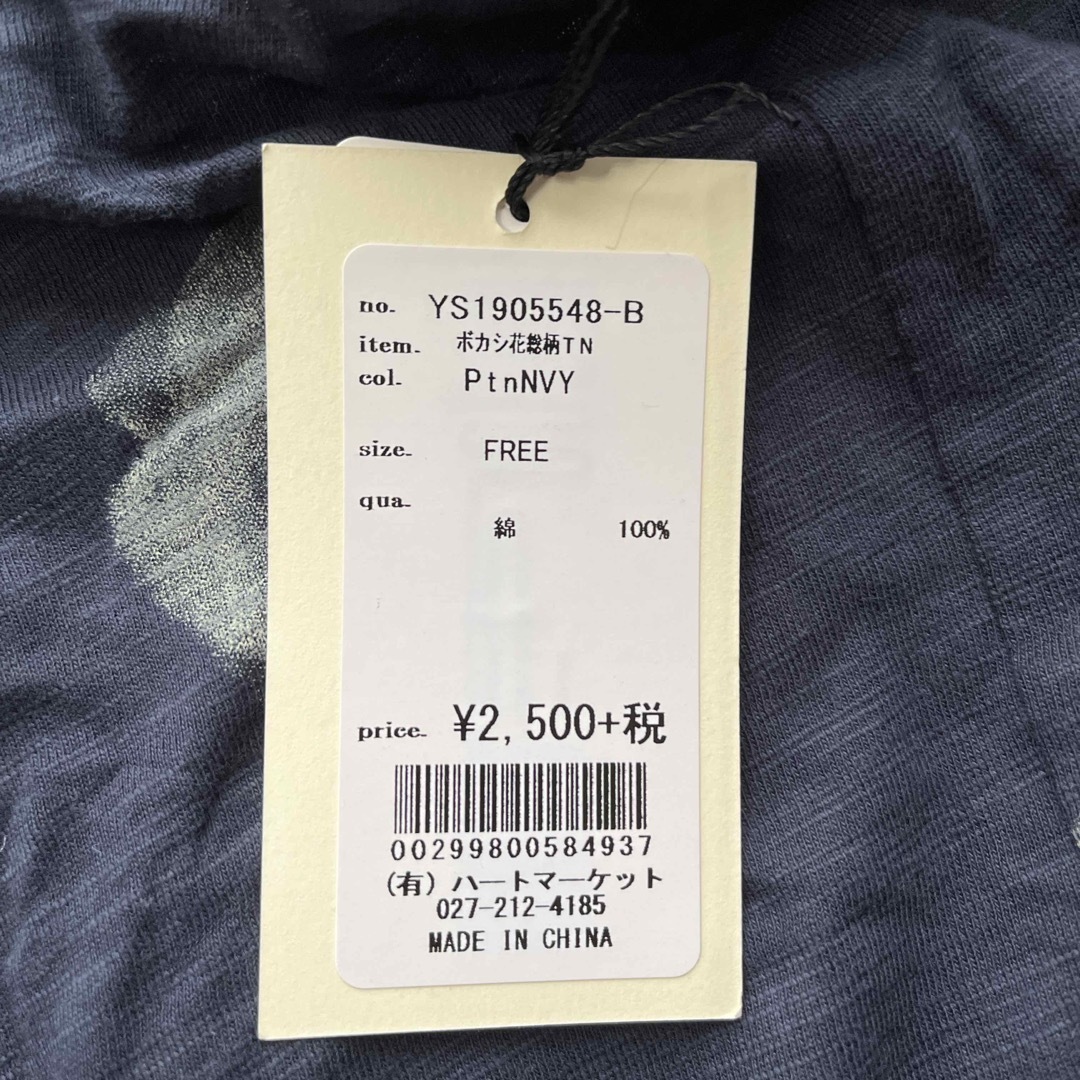 no. YS1905548-B
item. ボカシ花総柄TN
col. PtnNVY
size. FREE
qua.
綿 100%
price. ¥2,500+税
00299800584937
(有)ハートマーケット
027-212-4185
MADE IN CHINA